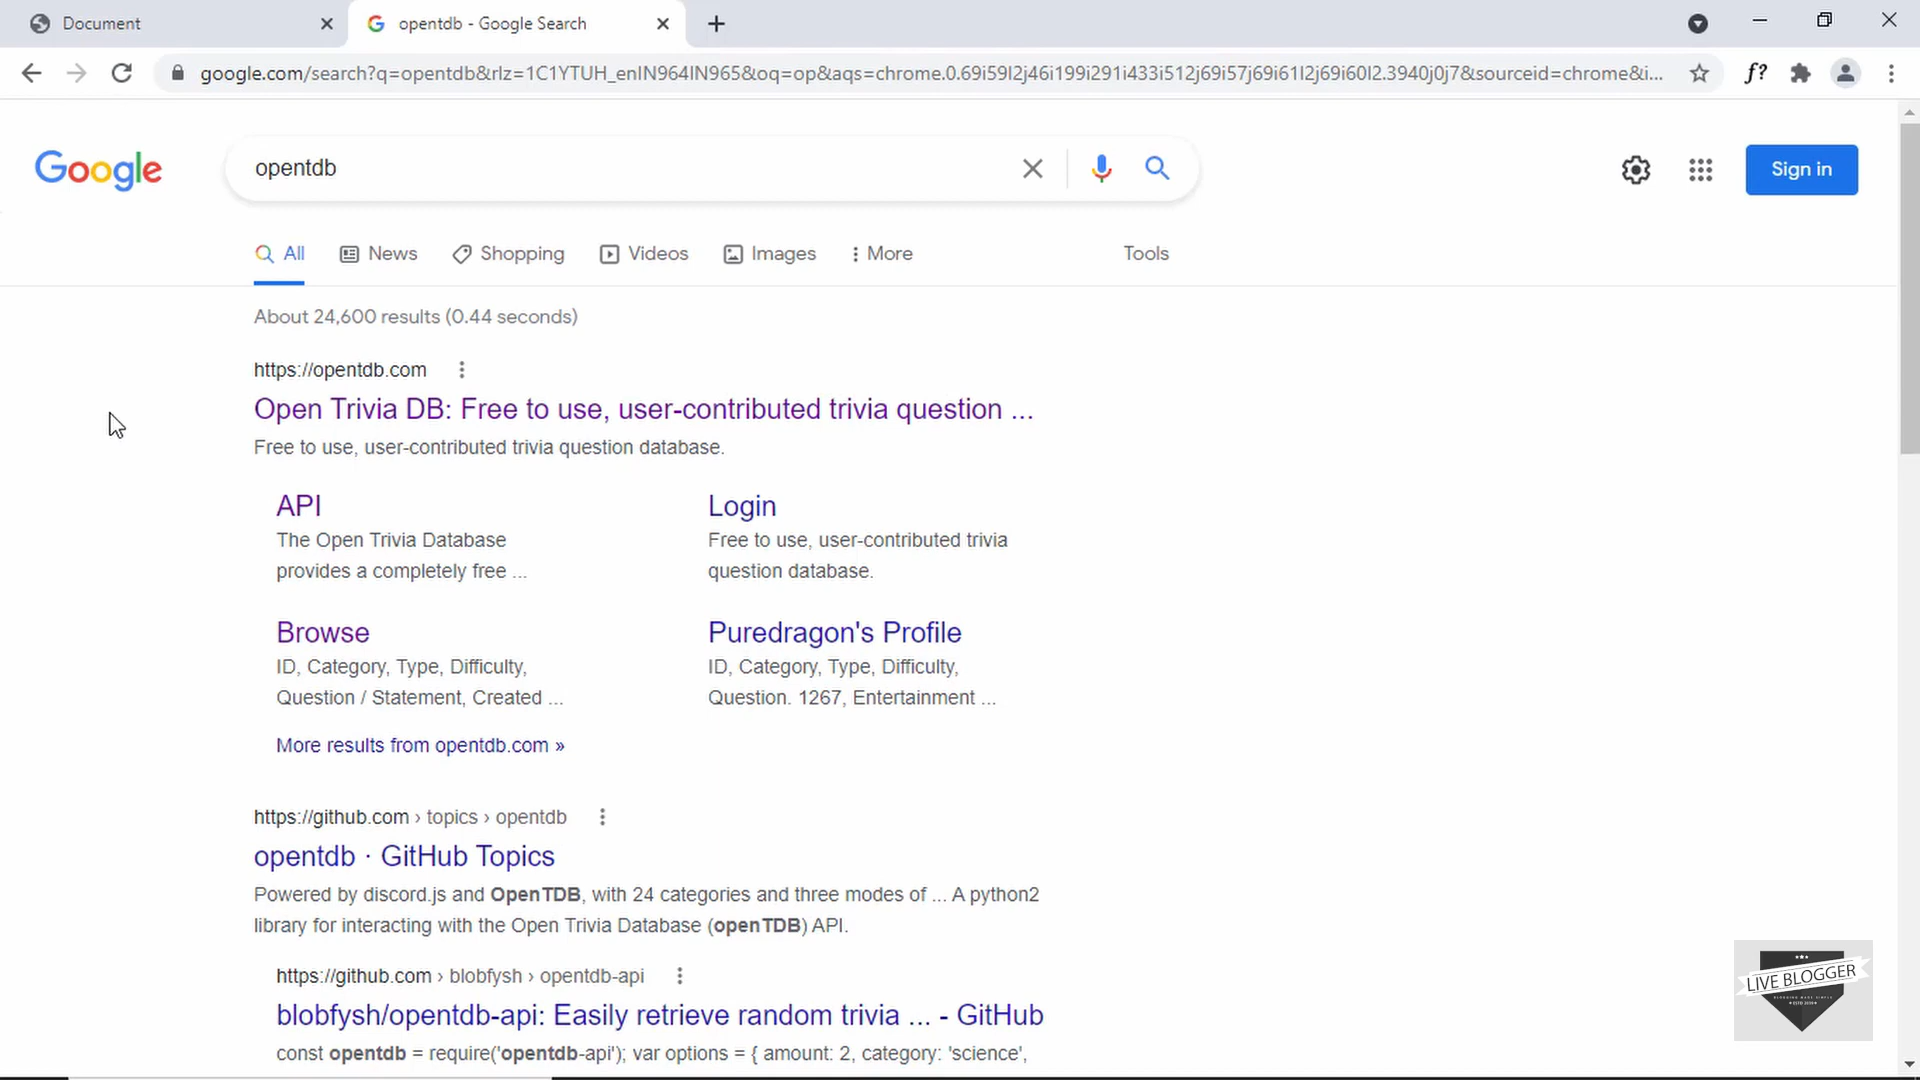 Document
opentdb - Google Search
google.com/search?q=opentdb&rlz=1C1YTUH_enIN964IN965&oq=op&aqs=chrome.0.69i59l2j46i199i291i433i512j69i57j69i61l2j69i60l2.3940j0j7&sourceid=chrome&i...
f?
Google
opentdb
Sign in
All
News
Shopping
Videos
Images
More
Tools
About 24,600 results (0.44 seconds)
https://opentdb.com
Open Trivia DB: Free to use, user-contributed trivia question ...
Free to use, user-contributed trivia question database.
API
The Open Trivia Database
provides a completely free ...
Login
Free to use, user-contributed trivia
question database.
Browse
ID, Category, Type, Difficulty,
Question / Statement, Created ...
Puredragon's Profile
ID, Category, Type, Difficulty,
Question. 1267, Entertainment ...
More results from opentdb.com »
https://github.com › topics › opentdb
opentdb · GitHub Topics
Powered by discord.js and OpenTDB, with 24 categories and three modes of ... A python2
library for interacting with the Open Trivia Database (openTDB) API.
https://github.com › blobfysh › opentdb-api
blobfysh/opentdb-api: Easily retrieve random trivia ... - GitHub
const opentdb = require('opentdb-api'); var options = { amount: 2, category: 'science',
LIVE BLOGGER